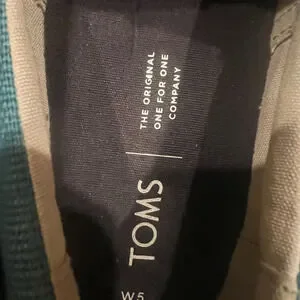 THE ORIGINAL
ONE FOR ONE
COMPANY
TOMS
W5